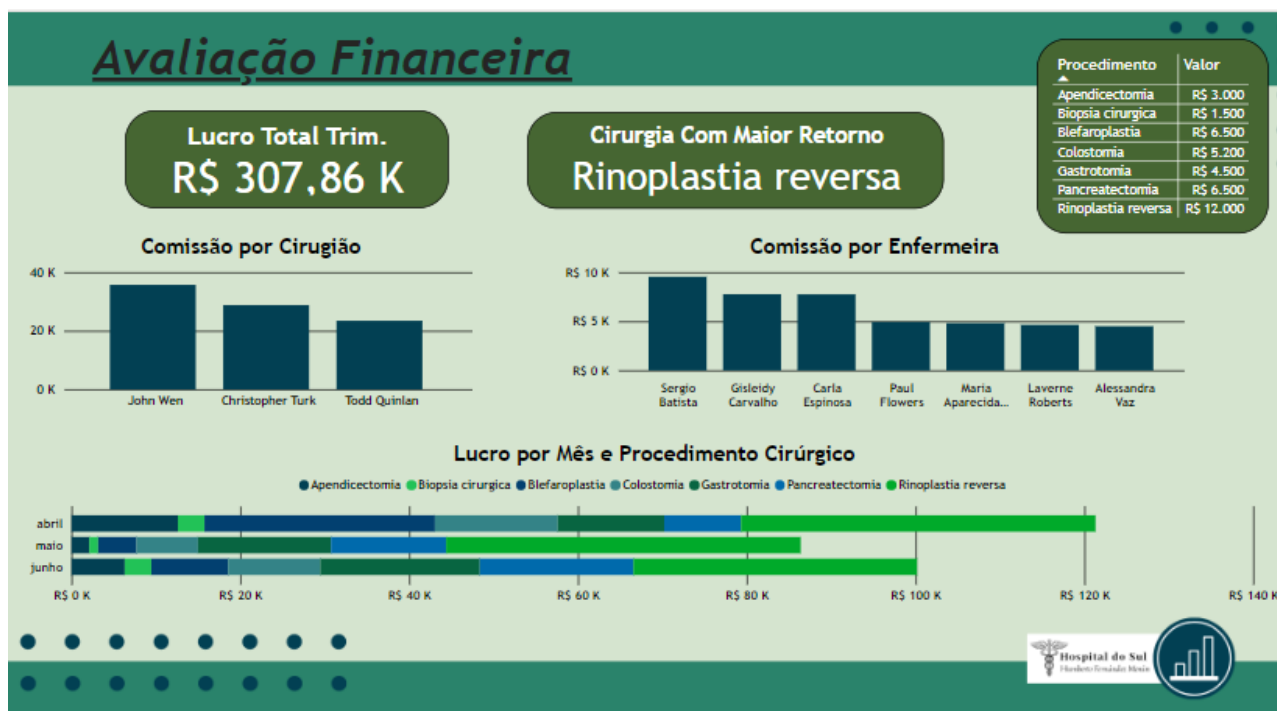 Avaliação Financeira
Procedimento Valor
Apendicectomia R$ 3.000
Biopsia cirurgica R$ 1.500
Blefaroplastia R$ 6.500
Colostomia R$ 5.200
Gastrotomia R$ 4.500
Pancreatectomia R$ 6.500
Rinoplastia reversa R$ 12.000
Lucro Total Trim.
R$ 307,86 K
Cirurgia Com Maior Retorno
Rinoplastia reversa
Comissão por Cirugião
40 K
20 K
0 K
John Wen Christopher Turk Todd Quinlan
Comissão por Enfermeira
R$ 10 K
R$ 5 K
R$ 0 K
Sergio Gisleidy Carla Paul Maria Laverne Alessandra
Batista Carvalho Espinosa Flowers Aparecida... Roberts Vaz
Lucro por Mês e Procedimento Cirúrgico
Apendicectomia Biopsia cirurgica Blefaroplastia Colostomia Gastrotomia Pancreatectomia Rinoplastia reversa
abril
maio
junho
R$ 0 K R$ 20 K R$ 40 K R$ 60 K R$ 80 K R$ 100 K R$ 120 K R$ 140 K
Hospital do Sul